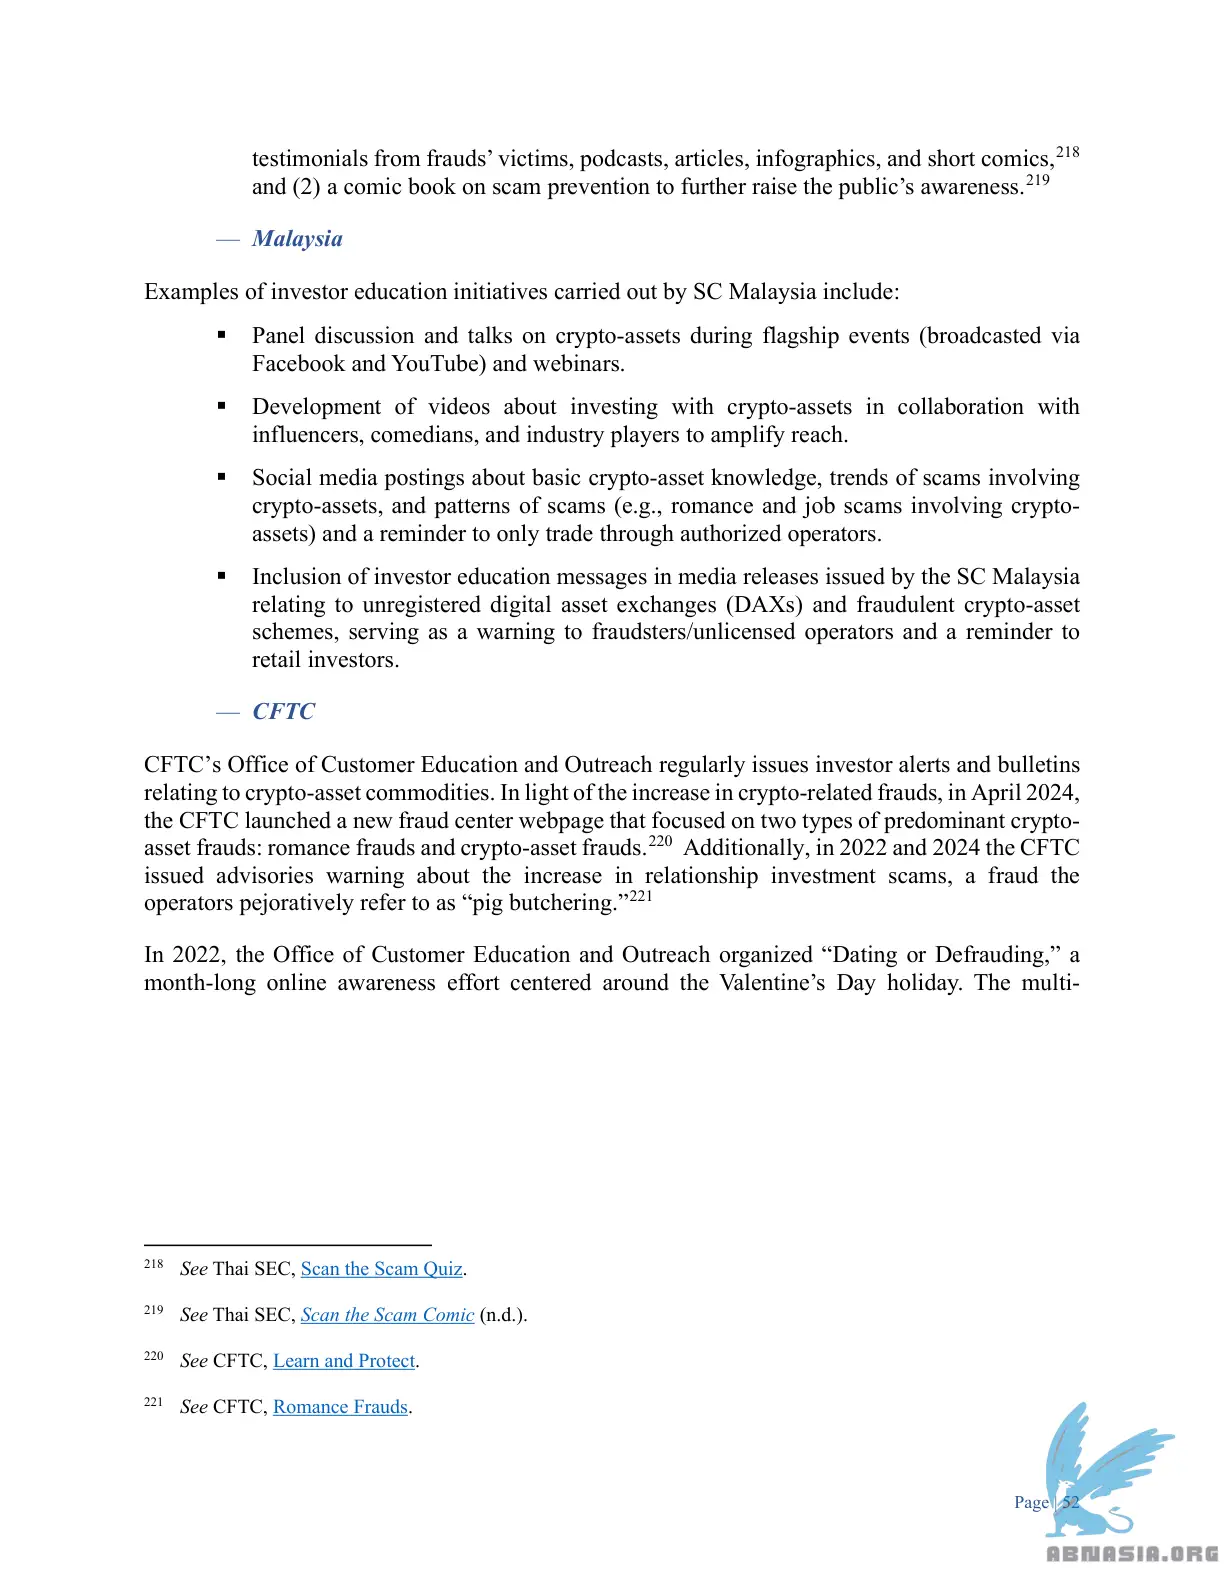 testimonials from frauds’ victims, podcasts, articles, infographics, and short comics,218
and (2) a comic book on scam prevention to further raise the public’s awareness.219
— Malaysia
Examples of investor education initiatives carried out by SC Malaysia include:
▪ Panel discussion and talks on crypto-assets during flagship events (broadcasted via
Facebook and YouTube) and webinars.
▪ Development of videos about investing with crypto-assets in collaboration with
influencers, comedians, and industry players to amplify reach.
▪ Social media postings about basic crypto-asset knowledge, trends of scams involving
crypto-assets, and patterns of scams (e.g., romance and job scams involving crypto-
assets) and a reminder to only trade through authorized operators.
▪ Inclusion of investor education messages in media releases issued by the SC Malaysia
relating to unregistered digital asset exchanges (DAXs) and fraudulent crypto-asset
schemes, serving as a warning to fraudsters/unlicensed operators and a reminder to
retail investors.
— CFTC
CFTC’s Office of Customer Education and Outreach regularly issues investor alerts and bulletins
relating to crypto-asset commodities. In light of the increase in crypto-related frauds, in April 2024,
the CFTC launched a new fraud center webpage that focused on two types of predominant crypto-
asset frauds: romance frauds and crypto-asset frauds.220 Additionally, in 2022 and 2024 the CFTC
issued advisories warning about the increase in relationship investment scams, a fraud the
operators pejoratively refer to as “pig butchering.”221
In 2022, the Office of Customer Education and Outreach organized “Dating or Defrauding,” a
month-long online awareness effort centered around the Valentine’s Day holiday. The multi-
218 See Thai SEC, Scan the Scam Quiz.
219 See Thai SEC, Scan the Scam Comic (n.d.).
220 See CFTC, Learn and Protect.
221 See CFTC, Romance Frauds.
Page | 52
ABNASIA.ORG